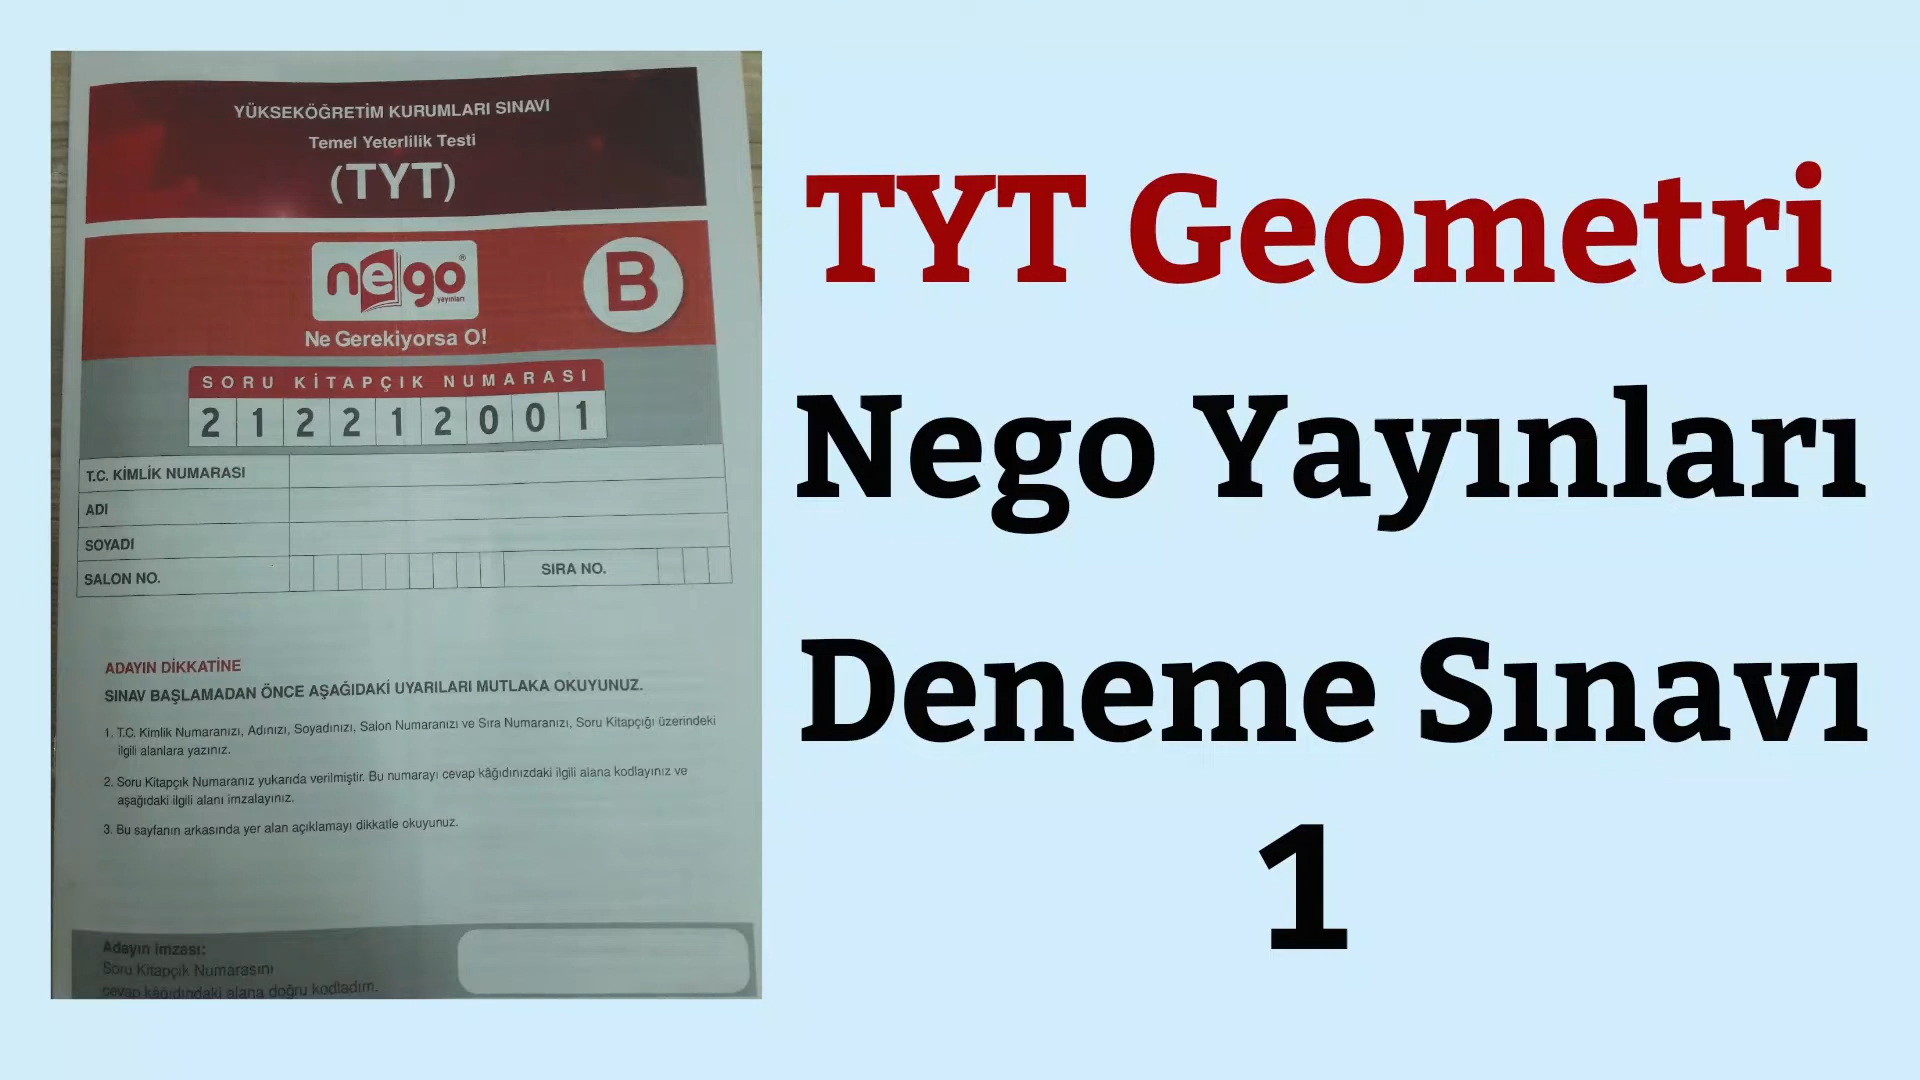 YÜKSEKÖĞRETİM KURUMLARI SINAVI
Temel Yeterlilik Testi
(TYT)
nego®
yayınları
B
Ne Gerekiyorsa O!
SORU KİTAPÇIK NUMARASI
2 1 2 2 1 2 0 0 1
T.C. KİMLİK NUMARASI
ADI
SOYADI
SALON NO.
SIRA NO.
ADAYIN DİKKATİNE
SINAV BAŞLAMADAN ÖNCE AŞAĞIDAKİ UYARILARI MUTLAKA OKUYUNUZ.
1. T.C. Kimlik Numaranızı, Adınızı, Soyadınızı, Salon Numaranızı ve Sıra Numaranızı, Soru Kitapçığı üzerindeki
ilgili alanlara yazınız.
2. Soru Kitapçık Numaranız yukarıda verilmiştir. Bu numarayı cevap kâğıdınızdaki ilgili alana kodlayınız ve
aşağıdaki ilgili alanı imzalayınız.
3. Bu sayfanın arkasında yer alan açıklamayı dikkatle okuyunuz.
Adayın imzası:
Soru Kitapçık Numarasını
cevap kâğıdındaki alana doğru kodladım.
TYT Geometri
Nego Yayınları
Deneme Sınavı
1